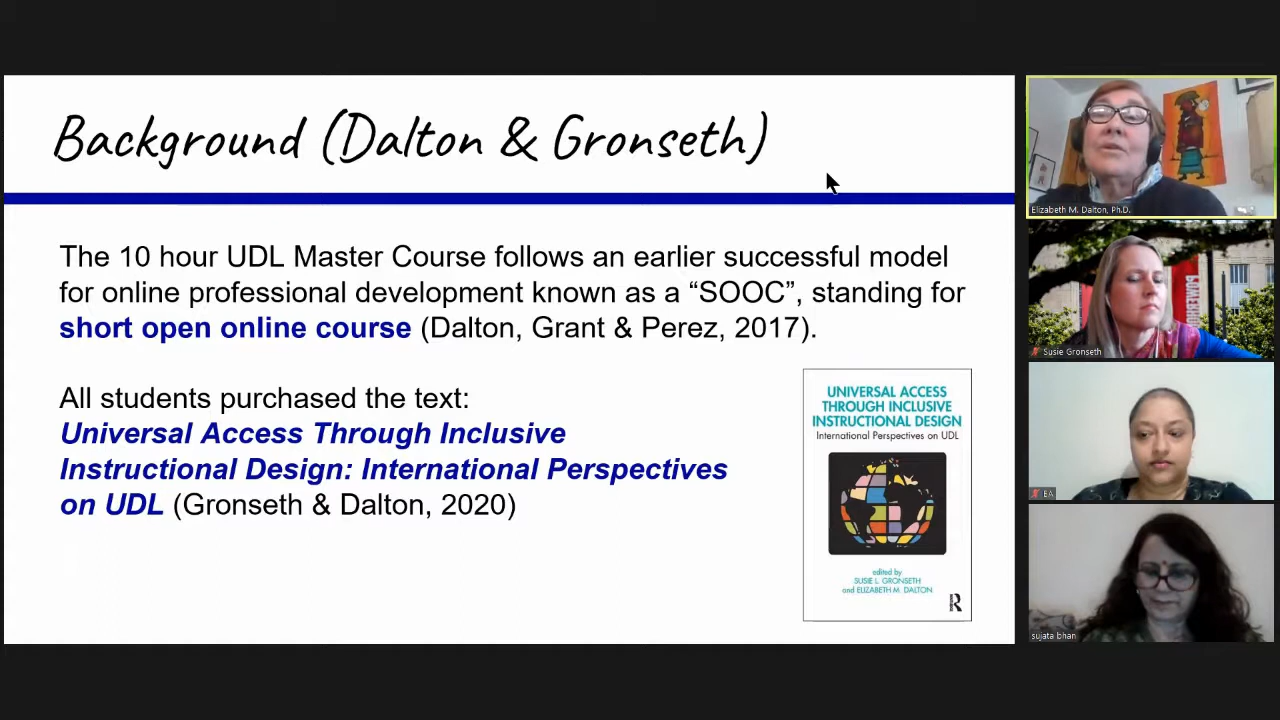 Background (Dalton & Gronseth)
The 10 hour UDL Master Course follows an earlier successful model
for online professional development known as a “SOOC”, standing for
short open online course (Dalton, Grant & Perez, 2017).
All students purchased the text:
Universal Access Through Inclusive
Instructional Design: International Perspectives
on UDL (Gronseth & Dalton, 2020)
UNIVERSAL ACCESS
THROUGH INCLUSIVE
INSTRUCTIONAL DESIGN
International Perspectives on UDL
edited by
SUSIE L. GRONSETH
and ELIZABETH M. DALTON
R
Elizabeth M. Dalton, Ph.D.
Susie Gronseth
EA
sujata bhan